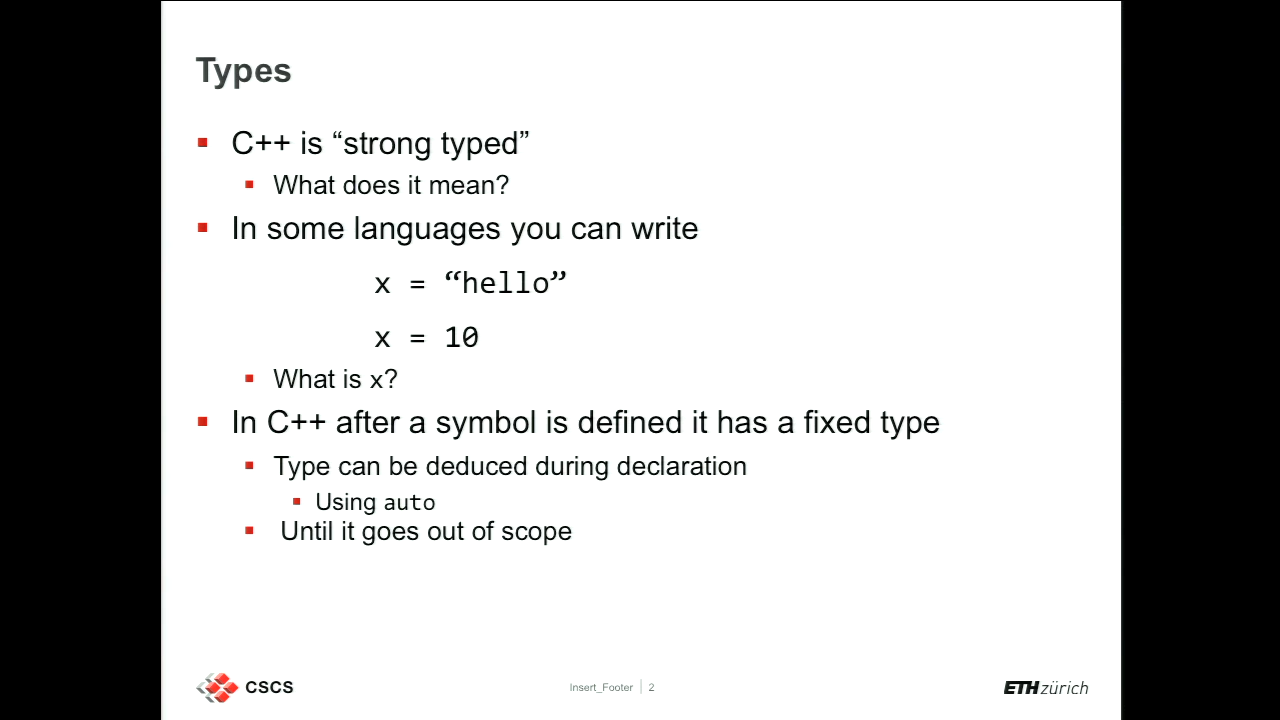 Types
C++ is “strong typed”
What does it mean?
In some languages you can write
x = “hello”
x = 10
What is x?
In C++ after a symbol is defined it has a fixed type
Type can be deduced during declaration
Using auto
Until it goes out of scope
CSCS
Insert_Footer | 2
ETH zürich